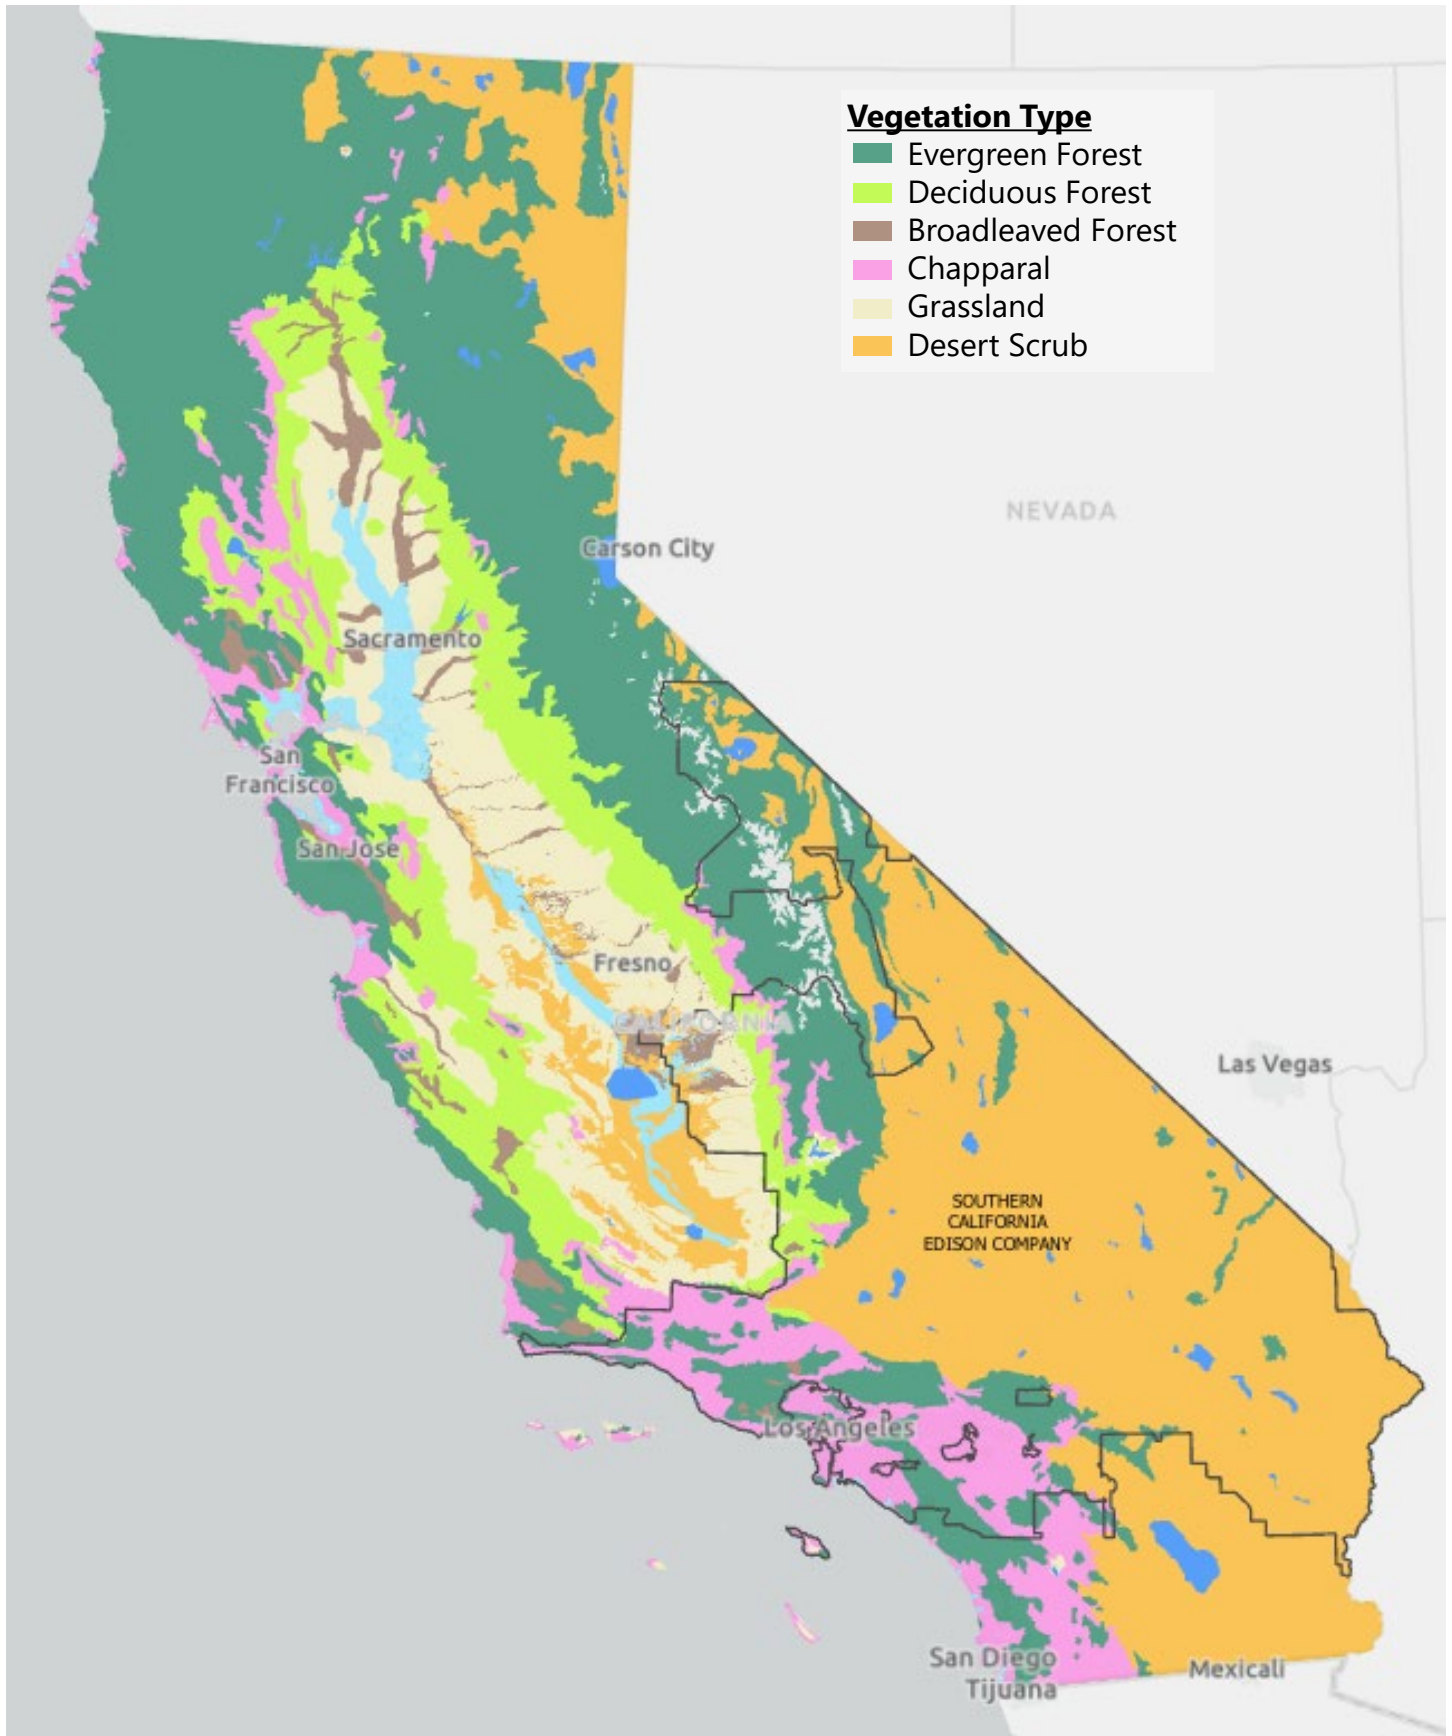 Vegetation Type
Evergreen Forest
Deciduous Forest
Broadleaved Forest
Chapparal
Grassland
Desert Scrub
NEVADA
Carson City
Sacramento
San
Francisco
San Jose
Fresno
CALIFORNIA
Las Vegas
SOUTHERN
CALIFORNIA
EDISON COMPANY
Los Angeles
San Diego
Tijuana
Mexicali